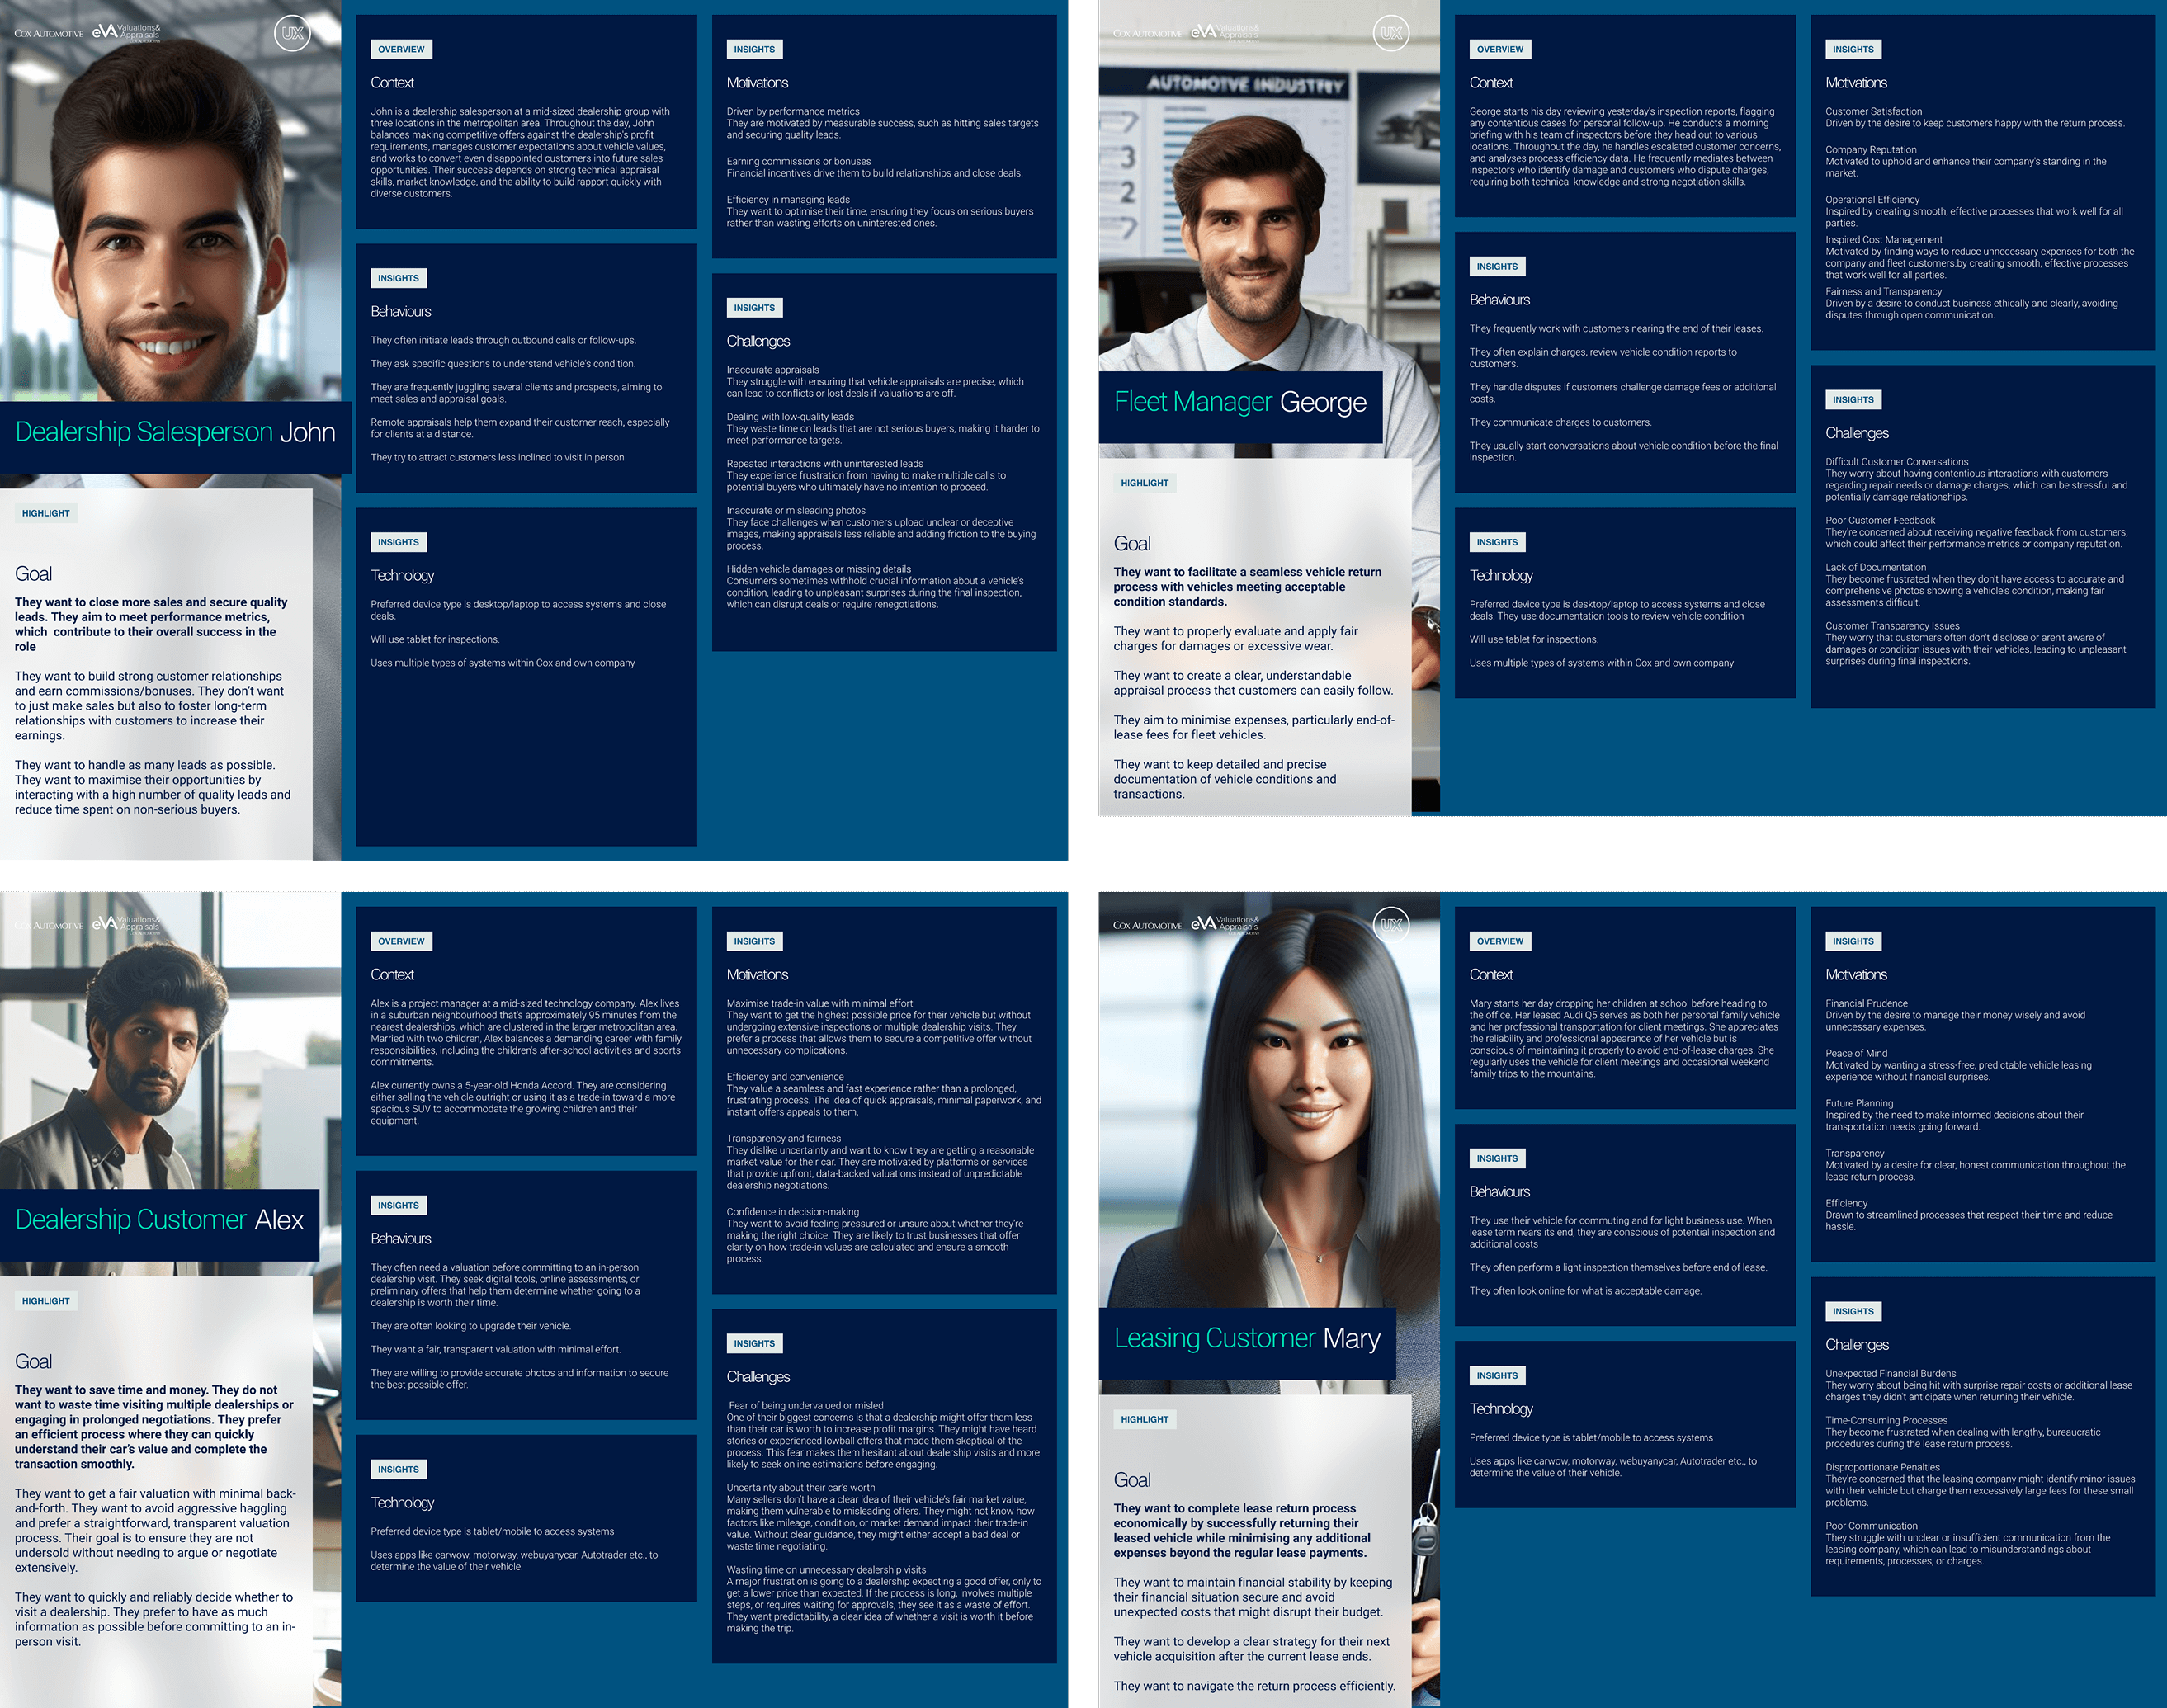 COX AUTOMOTIVE eVA Valuations& Appraisals
UX
Dealership Salesperson John
HIGHLIGHT
Goal
They want to close more sales and secure quality
leads. They aim to meet performance metrics,
which contribute to their overall success in the
role
They want to build strong customer relationships
and earn commissions/bonuses. They don't want
to just make sales but also to foster long-term
relationships with customers to increase their
earnings.
They want to handle as many leads as possible.
They want to maximise their opportunities by
interacting with a high number of quality leads and
reduce time spent on non-serious buyers.
OVERVIEW
Context
John is a dealership salesperson at a mid-sized dealership group with
three locations in the metropolitan area. Throughout the day, John
balances making competitive offers against the dealership's profit
requirements, manages customer expectations about vehicle values,
and works to convert even disappointed customers into future sales
opportunities. Their success depends on strong technical appraisal
skills, market knowledge, and the ability to build rapport quickly with
diverse customers.
INSIGHTS
Behaviours
They often initiate leads through outbound calls or follow-ups.
They ask specific questions to understand vehicle's condition.
They are frequently juggling several clients and prospects, aiming to
meet sales and appraisal goals.
Remote appraisals help them expand their customer reach, especially
for clients at a distance.
They try to attract customers less inclined to visit in person
INSIGHTS
Technology
Preferred device type is desktop/laptop to access systems and close
deals.
Will use tablet for inspections.
Uses multiple types of systems within Cox and own company
INSIGHTS
Motivations
Driven by performance metrics
They are motivated by measurable success, such as hitting sales targets
and securing quality leads.
Earning commissions or bonuses
Financial incentives drive them to build relationships and close deals.
Efficiency in managing leads
They want to optimise their time, ensuring they focus on serious buyers
rather than wasting efforts on uninterested ones.
INSIGHTS
Challenges
Inaccurate appraisals
They struggle with ensuring that vehicle appraisals are precise, which
can lead to conflicts or lost deals if valuations are off.
Dealing with low-quality leads
They waste time on leads that are not serious buyers, making it harder to
meet performance targets.
Repeated interactions with uninterested leads
They experience frustration from having to make multiple calls to
potential buyers who ultimately have no intention to proceed.
Inaccurate or misleading photos
They face challenges when customers upload unclear or deceptive
images, making appraisals less reliable and adding friction to the buying
process.
Hidden vehicle damages or missing details
Consumers sometimes withhold crucial information about a vehicle's
condition, leading to unpleasant surprises during the final inspection,
which can disrupt deals or require renegotiations.
COX AUTOMOTIVE eVA Valuations& Appraisals
UX
AUTOMOTIVE INDUSTRY
3
2
Fleet Manager George
HIGHLIGHT
Goal
They want to facilitate a seamless vehicle return
process with vehicles meeting acceptable
condition standards.
They want to properly evaluate and apply fair
charges for damages or excessive wear.
They want to create a clear, understandable
appraisal process that customers can easily follow.
They aim to minimise expenses, particularly end-of-
lease fees for fleet vehicles.
They want to keep detailed and precise
documentation of vehicle conditions and
transactions.
OVERVIEW
Context
George starts his day reviewing yesterday's inspection reports, flagging
any contentious cases for personal follow-up. He conducts a morning
briefing with his team of inspectors before they head out to various
locations. Throughout the day, he handles escalated customer concerns,
and analyses process efficiency data. He frequently mediates between
inspectors who identify damage and customers who dispute charges,
requiring both technical knowledge and strong negotiation skills.
INSIGHTS
Behaviours
They frequently work with customers nearing the end of their leases.
They often explain charges, review vehicle condition reports to
customers.
They handle disputes if customers challenge damage fees or additional
costs.
They communicate charges to customers.
They usually start conversations about vehicle condition before the final
inspection.
INSIGHTS
Technology
Preferred device type is desktop/laptop to access systems and close
deals. They use documentation tools to review vehicle condition
Will use tablet for inspections.
Uses multiple types of systems within Cox and own company
INSIGHTS
Motivations
Customer Satisfaction
Driven by the desire to keep customers happy with the return process.
Company Reputation
Motivated to uphold and enhance their company's standing in the
market.
Operational Efficiency
Inspired by creating smooth, effective processes that work well for all
parties.
Inspired Cost Management
Motivated by finding ways to reduce unnecessary expenses for both the
company and fleet customers.by creating smooth, effective processes
that work well for all parties.
Fairness and Transparency
Driven by a desire to conduct business ethically and clearly, avoiding
disputes through open communication.
INSIGHTS
Challenges
Difficult Customer Conversations
They worry about having contentious interactions with customers
regarding repair needs or damage charges, which can be stressful and
potentially damage relationships.
Poor Customer Feedback
They're concerned about receiving negative feedback from customers,
which could affect their performance metrics or company reputation.
Lack of Documentation
They become frustrated when they don't have access to accurate and
comprehensive photos showing a vehicle's condition, making fair
assessments difficult.
Customer Transparency Issues
They worry that customers often don't disclose or aren't aware of
damages or condition issues with their vehicles, leading to unpleasant
surprises during final inspections.
COX AUTOMOTIVE eVA Valuations& Appraisals
Dealership Customer Alex
HIGHLIGHT
Goal
They want to save time and money. They do not
want to waste time visiting multiple dealerships or
engaging in prolonged negotiations. They prefer
an efficient process where they can quickly
understand their car's value and complete the
transaction smoothly.
They want to get a fair valuation with minimal back-
and-forth. They want to avoid aggressive haggling
and prefer a straightforward, transparent valuation
process. Their goal is to ensure they are not
undersold without needing to argue or negotiate
extensively.
They want to quickly and reliably decide whether to
visit a dealership. They prefer to have as much
information as possible before committing to an in-
person visit.
OVERVIEW
Context
Alex is a project manager at a mid-sized technology company. Alex lives
in a suburban neighbourhood that's approximately 95 minutes from the
nearest dealerships, which are clustered in the larger metropolitan area.
Married with two children, Alex balances a demanding career with family
responsibilities, including the children's after-school activities and sports
commitments.
Alex currently owns a 5-year-old Honda Accord. They are considering
either selling the vehicle outright or using it as a trade-in toward a more
spacious SUV to accommodate the growing children and their
equipment.
INSIGHTS
Behaviours
They often need a valuation before committing to an in-person
dealership visit. They seek digital tools, online assessments, or
preliminary offers that help them determine whether going to a
dealership is worth their time.
They are often looking to upgrade their vehicle.
They want a fair, transparent valuation with minimal effort.
They are willing to provide accurate photos and information to secure
the best possible offer.
INSIGHTS
Technology
Preferred device type is tablet/mobile to access systems
Uses apps like carwow, motorway, webuyanycar, Autotrader etc., to
determine the value of their vehicle.
INSIGHTS
Motivations
Maximise trade-in value with minimal effort
They want to get the highest possible price for their vehicle but without
undergoing extensive inspections or multiple dealership visits. They
prefer a process that allows them to secure a competitive offer without
unnecessary complications.
Efficiency and convenience
They value a seamless and fast experience rather than a prolonged,
frustrating process. The idea of quick appraisals, minimal paperwork, and
instant offers appeals to them.
Transparency and fairness
They dislike uncertainty and want to know they are getting a reasonable
market value for their car. They are motivated by platforms or services
that provide upfront, data-backed valuations instead of unpredictable
dealership negotiations.
Confidence in decision-making
They want to avoid feeling pressured or unsure about whether they're
making the right choice. They are likely to trust businesses that offer
clarity on how trade-in values are calculated and ensure a smooth
process.
INSIGHTS
Challenges
Fear of being undervalued or misled
One of their biggest concerns is that a dealership might offer them less
than their car is worth to increase profit margins. They might have heard
stories or experienced lowball offers that made them skeptical of the
process. This fear makes them hesitant about dealership visits and more
likely to seek online estimations before engaging.
Uncertainty about their car's worth
Many sellers don't have a clear idea of their vehicle's fair market value,
making them vulnerable to misleading offers. They might not know how
factors like mileage, condition, or market demand impact their trade-in
value. Without clear guidance, they might either accept a bad deal or
waste time negotiating.
Wasting time on unnecessary dealership visits
A major frustration is going to a dealership expecting a good offer, only to
get a lower price than expected. If the process is long, involves multiple
steps, or requires waiting for approvals, they see it as a waste of effort.
They want predictability, a clear idea of whether a visit is worth it before
making the trip.
COX AUTOMOTIVE eVA Valuations& Appraisals
UX
Leasing Customer Mary
HIGHLIGHT
Goal
They want to complete lease return process
economically by successfully returning their
leased vehicle while minimising any additional
expenses beyond the regular lease payments.
They want to maintain financial stability by keeping
their financial situation secure and avoid
unexpected costs that might disrupt their budget.
They want to develop a clear strategy for their next
vehicle acquisition after the current lease ends.
They want to navigate the return process efficiently.
OVERVIEW
Context
Mary starts her day dropping her children at school before heading to
the office. Her leased Audi Q5 serves as both her personal family vehicle
and her professional transportation for client meetings. She appreciates
the reliability and professional appearance of her vehicle but is
conscious of maintaining it properly to avoid end-of-lease charges. She
regularly uses the vehicle for client meetings and occasional weekend
family trips to the mountains.
INSIGHTS
Behaviours
They use their vehicle for commuting and for light business use. When
lease term nears its end, they are conscious of potential inspection and
additional costs
They often perform a light inspection themselves before end of lease.
They often look online for what is acceptable damage.
INSIGHTS
Technology
Preferred device type is tablet/mobile to access systems
Uses apps like carwow, motorway, webuyanycar, Autotrader etc., to
determine the value of their vehicle.
INSIGHTS
Motivations
Financial Prudence
Driven by the desire to manage their money wisely and avoid
unnecessary expenses.
Peace of Mind
Motivated by wanting a stress-free, predictable vehicle leasing
experience without financial surprises.
Future Planning
Inspired by the need to make informed decisions about their
transportation needs going forward.
Transparency
Motivated by a desire for clear, honest communication throughout the
lease return process.
Efficiency
Drawn to streamlined processes that respect their time and reduce
hassle.
INSIGHTS
Challenges
Unexpected Financial Burdens
They worry about being hit with surprise repair costs or additional lease
charges they didn't anticipate when returning their vehicle.
Time-Consuming Processes
They become frustrated when dealing with lengthy, bureaucratic
procedures during the lease return process.
Disproportionate Penalties
They're concerned that the leasing company might identify minor issues
with their vehicle but charge them excessively large fees for these small
problems.
Poor Communication
They struggle with unclear or insufficient communication from the
leasing company, which can lead to misunderstandings about
requirements, processes, or charges.